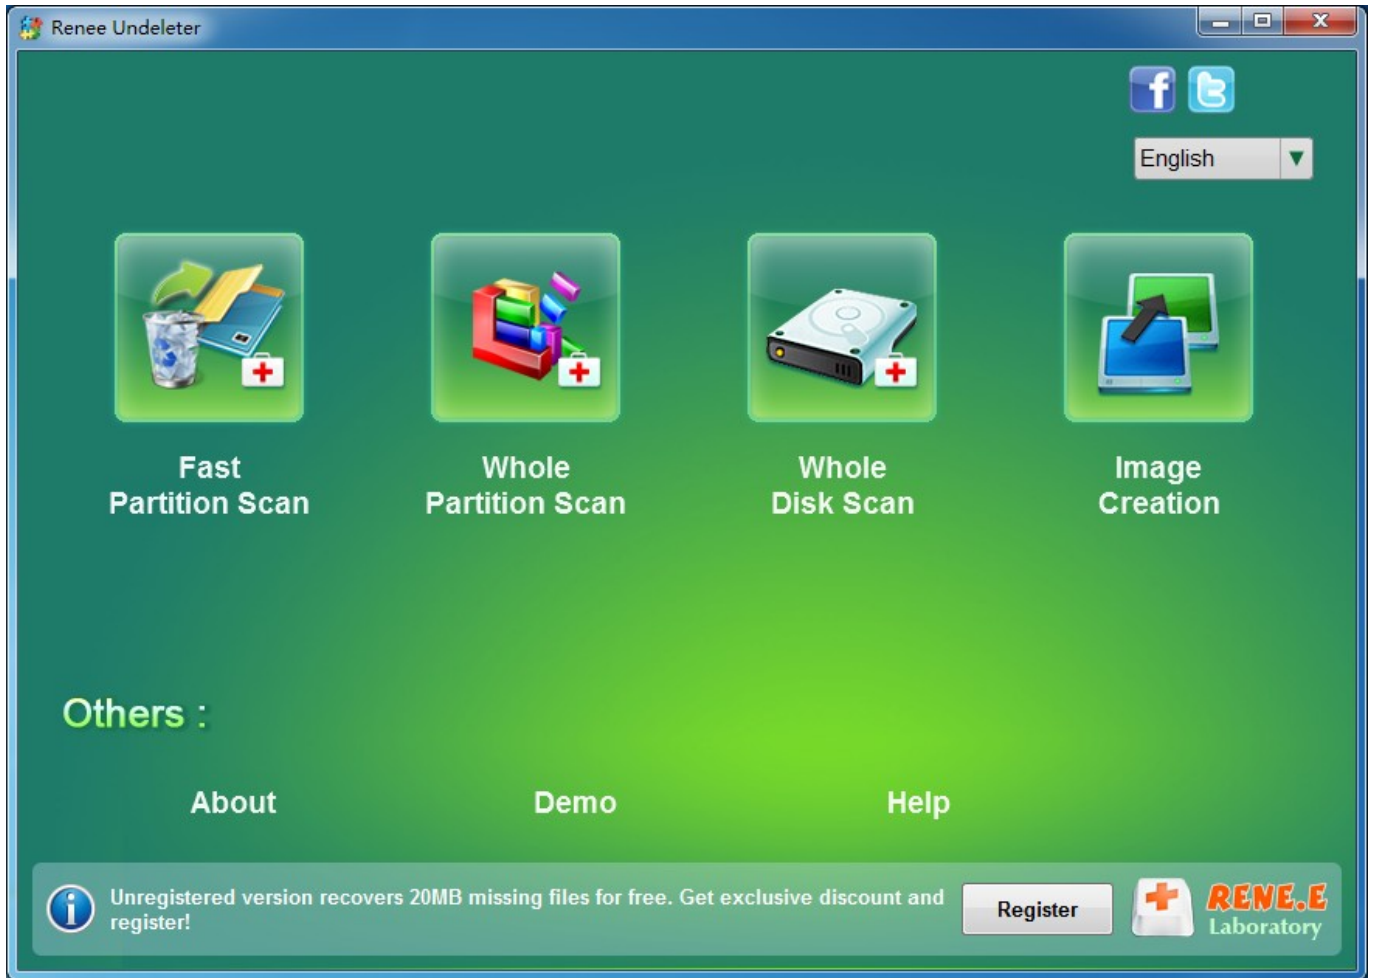 Renee Undeleter
English
Fast
Partition Scan
Whole
Partition Scan
Whole
Disk Scan
Image
Creation
Others :
About
Demo
Help
Unregistered version recovers 20MB missing files for free. Get exclusive discount and
register!
Register
RENE.E
Laboratory